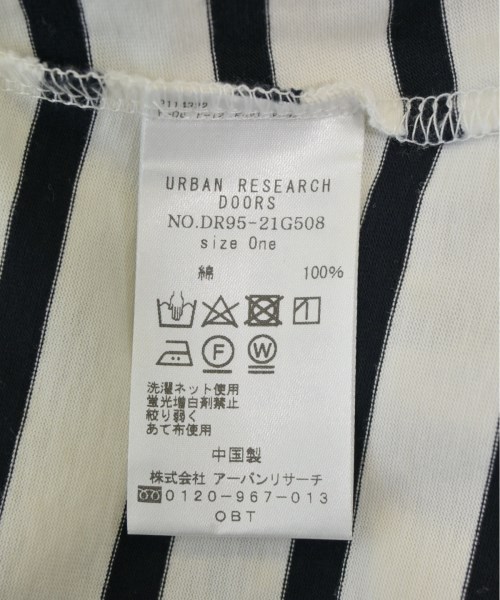 URBAN RESEARCH
DOORS
NO.DR95-21G508
size One
綿 100%
F
W
洗濯ネット使用
蛍光増白剤禁止
絞り弱く
あて布使用
中国製
株式会社 アーバンリサーチ
0120-967-013
OBT